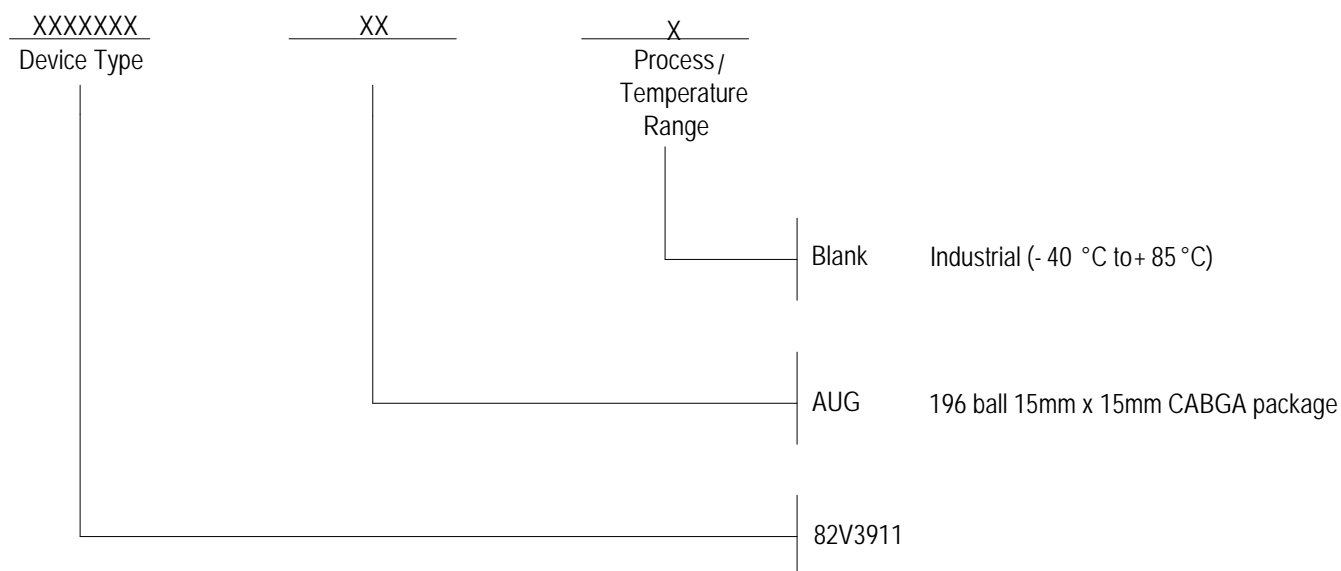 XXXXXXX XX X
Device Type
Process/
Temperature
Range
Blank Industrial (- 40 °C to+ 85 °C)
AUG 196 ball 15mm x 15mm CABGA package
82V3911